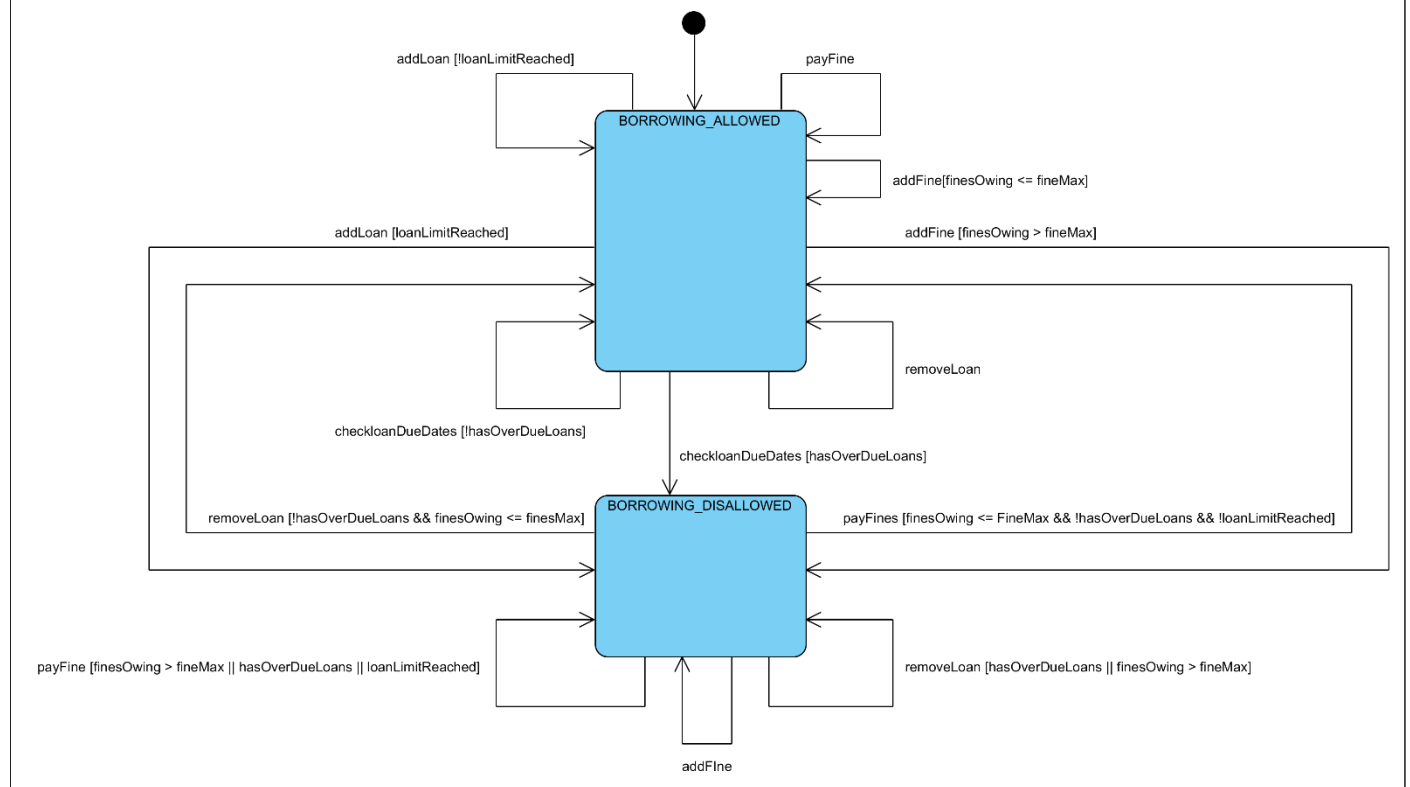 addLoan [!loanLimitReached]
payFine
BORROWING_ALLOWED
addFine[finesOwing <= fineMax]
addLoan [loanLimitReached]
addFine [finesOwing > fineMax]
removeLoan
checkloanDueDates [!hasOverDueLoans]
checkloanDueDates [hasOverDueLoans]
BORROWING_DISALLOWED
removeLoan [!hasOverDueLoans && finesOwing <= finesMax]
payFines [finesOwing <= FineMax && !hasOverDueLoans && !loanLimitReached]
payFine [finesOwing > fineMax || hasOverDueLoans || loanLimitReached]
removeLoan [hasOverDueLoans || finesOwing > fineMax]
addFIne